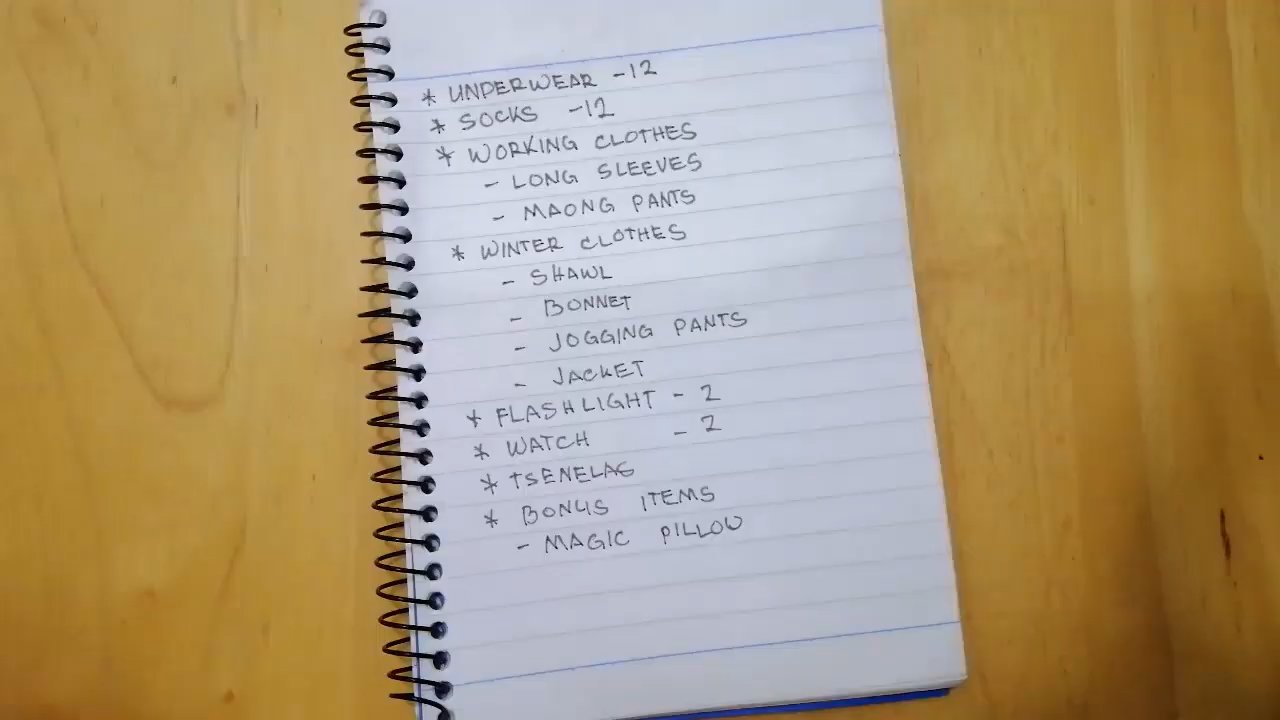 * UNDERWEAR -12
* SOCKS -12
* WORKING CLOTHES
- LONG SLEEVES
- MAONG PANTS
* WINTER CLOTHES
- SHAWL
- BONNET
- JOGGING PANTS
- JACKET
* FLASHLIGHT - 2
* WATCH - 2
* TSENELAS
* BONUS ITEMS
- MAGIC PILLOW